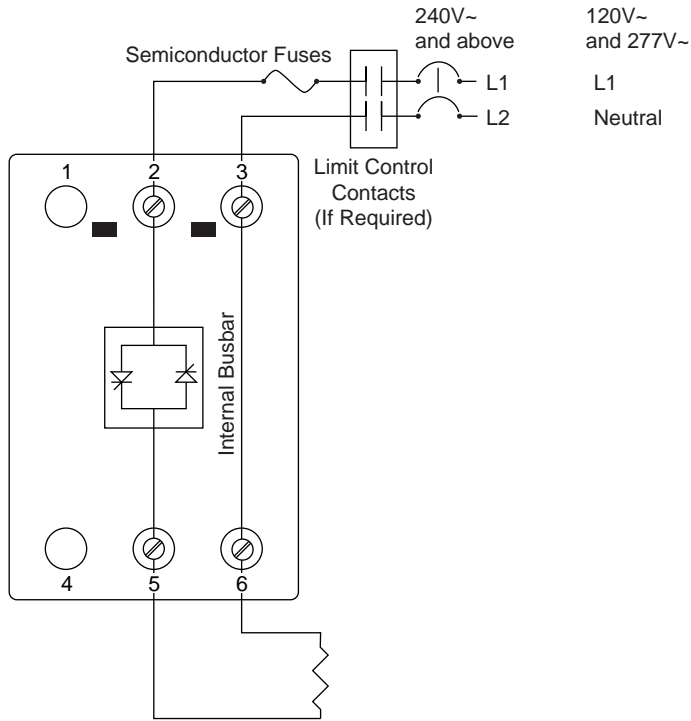 240V~
and above
120V~
and 277V~
Semiconductor Fuses
L1
L1
L2
Neutral
Limit Control
Contacts
(If Required)
1
2
3
Internal Busbar
4
5
6